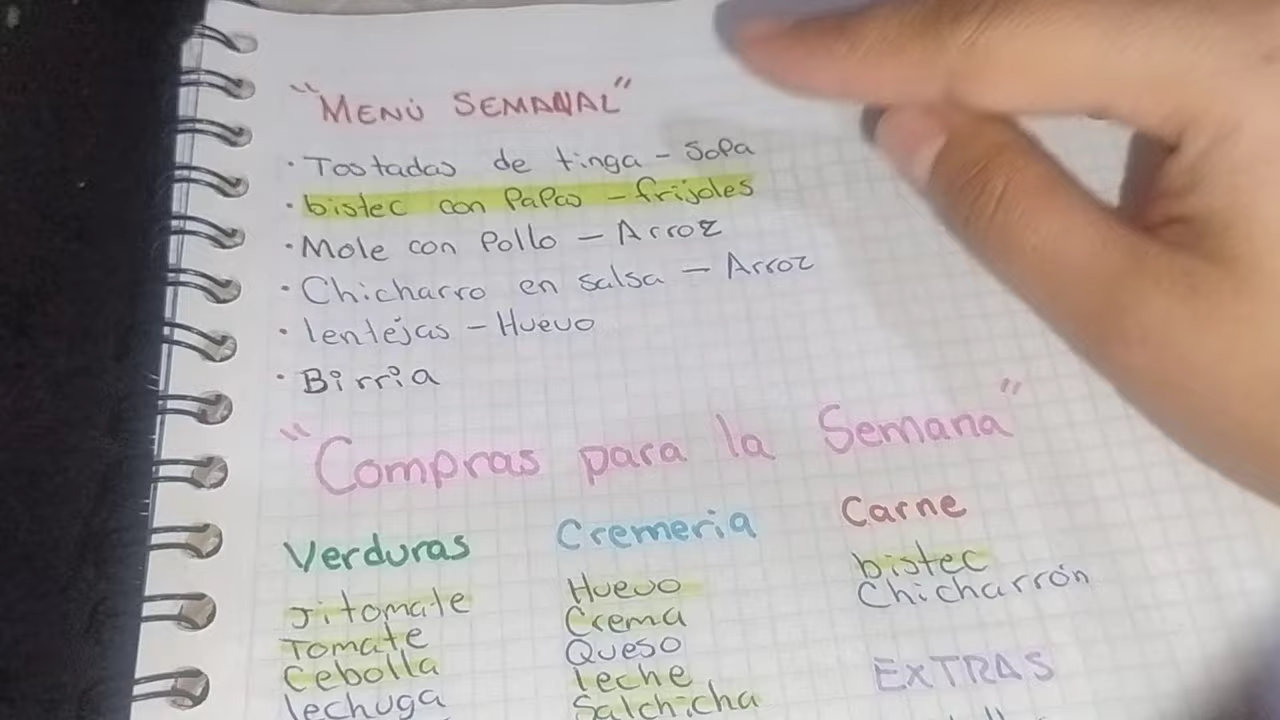 "MENÚ SEMANAL"
· Tostadas de tinga - Sopa
· bistec con Papas - frijoles
· Mole con Pollo - Arroz
· Chicharro en salsa - Arroz
· lentejas - Huevo
· Birria
"Compras para la Semana"
Verduras
Jitomate
Tomate
Cebolla
lechuga
Cremeria
Huevo
Crema
Queso
leche
Salchicha
Carne
bistec
Chicharrón
EXTRAS